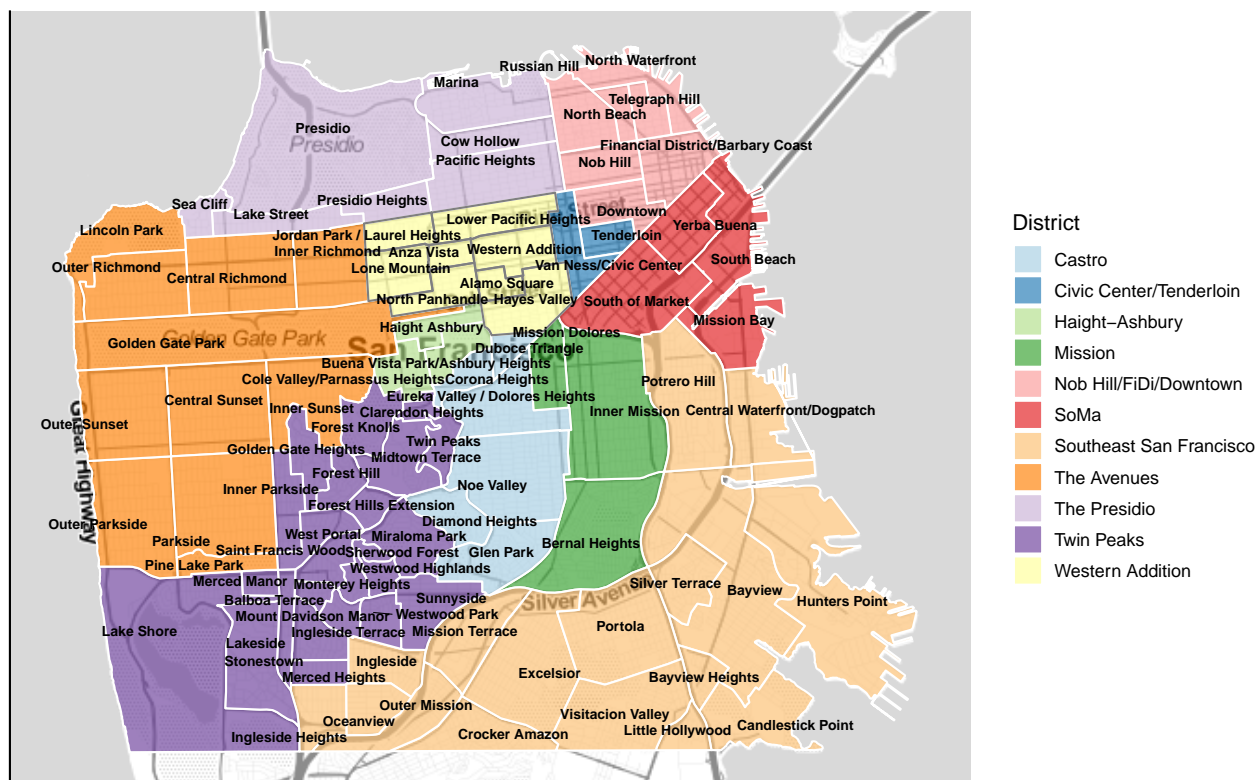 North Waterfront
Russian Hill
Marina
Telegraph Hill
North Beach
Presidio
Presidio
Cow Hollow
Financial District/Barbary Coast
Pacific Heights
Nob Hill
Presidio Heights
Sea Cliff
Lake Street
Downtown
Street
Lower Pacific Heights
Yerba Buena
Lincoln Park
Jordan Park / Laurel Heights
Tenderloin
Inner Richmond
Anza Vista
Western Addition
South Beach
Outer Richmond
Central Richmond
Lone Mountain
Van Ness/Civic Center
Alamo Square
North Panhandle
Hayes Valley
South of Market
Mission Bay
Haight Ashbury
Mission Dolores
Golden Gate Park
Golden Gate Park
San Francisco
Duboce Triangle
Buena Vista Park/Ashbury Heights
Cole Valley/Parnassus Heights
Corona Heights
Potrero Hill
Eureka Valley / Dolores Heights
Central Sunset
Inner Sunset
Clarendon Heights
Inner Mission
Central Waterfront/Dogpatch
Outer Sunset
Great Highway
Forest Knolls
Twin Peaks
Golden Gate Heights
Midtown Terrace
Forest Hill
Inner Parkside
Noe Valley
Forest Hills Extension
Outer Parkside
Diamond Heights
West Portal
Miraloma Park
Parkside
Saint Francis Wood
Sherwood Forest
Glen Park
Bernal Heights
Pine Lake Park
Westwood Highlands
Merced Manor
Monterey Heights
Silver Terrace
Bayview
Balboa Terrace
Sunnyside
Silver Avenue
Hunters Point
Mount Davidson Manor
Westwood Park
Lake Shore
Ingleside Terrace
Mission Terrace
Portola
Lakeside
Stonestown
Ingleside
Merced Heights
Excelsior
Bayview Heights
Outer Mission
Oceanview
Visitacion Valley
Candlestick Point
Little Hollywood
Ingleside Heights
Crocker Amazon
District
Castro
Civic Center/Tenderloin
Haight−Ashbury
Mission
Nob Hill/FiDi/Downtown
SoMa
Southeast San Francisco
The Avenues
The Presidio
Twin Peaks
Western Addition